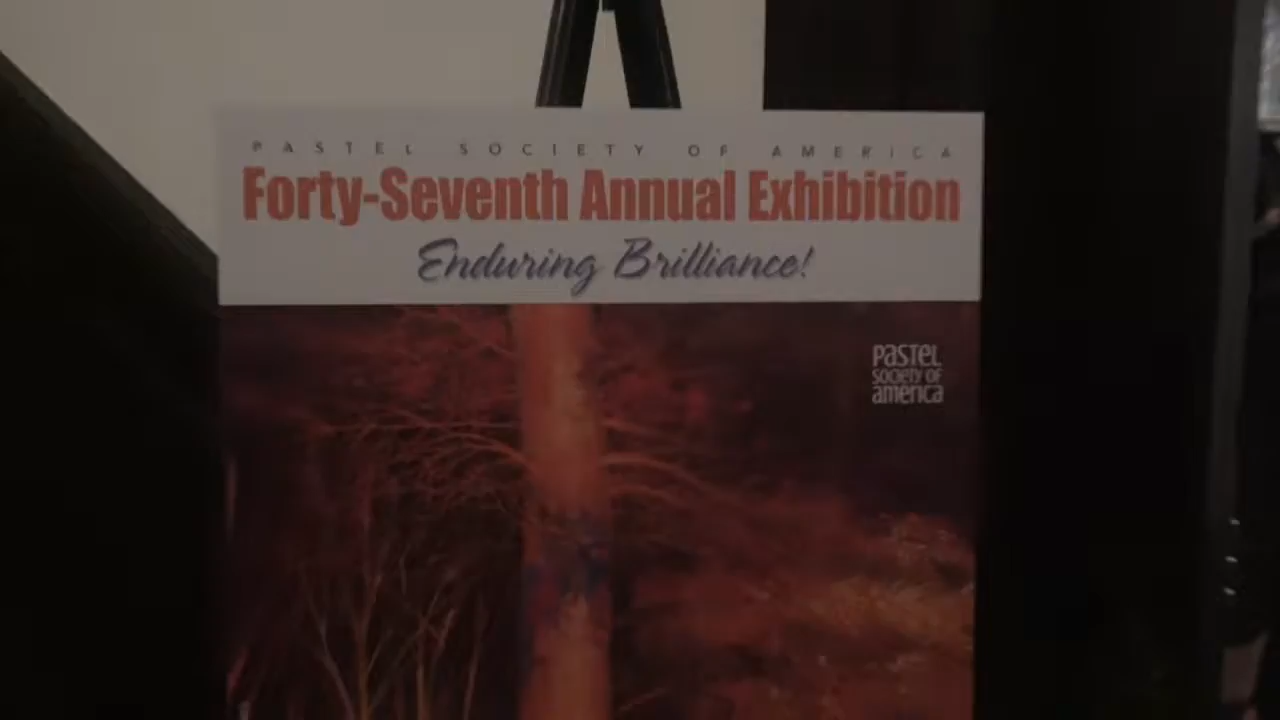 PASTEL SOCIETY OF AMERICA
Forty-Seventh Annual Exhibition
Enduring Brilliance!
PASTEL
SOCIETY OF
america